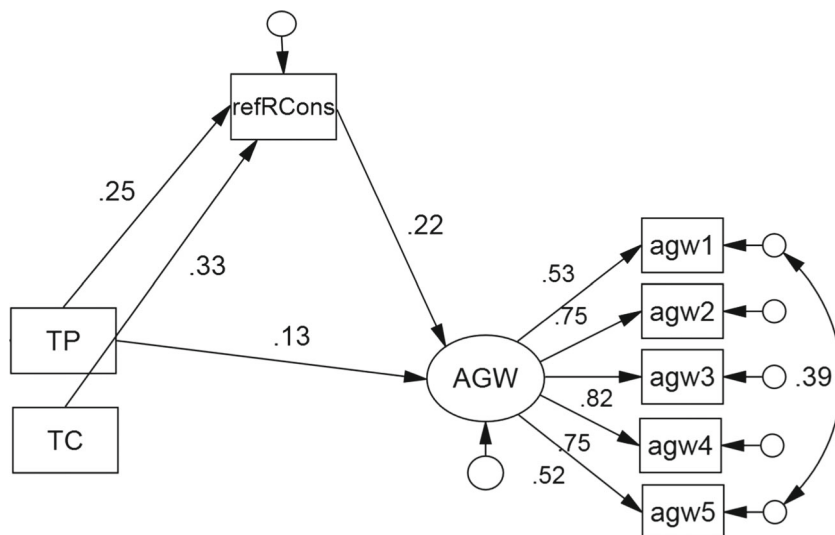 refRCons
.25
.33
.22
TP
TC
.13
AGW
.53
.75
.82
.75
.52
agw1
agw2
agw3
agw4
agw5
.39